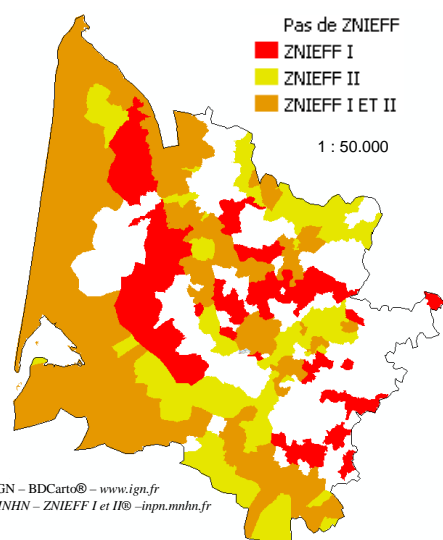 Pas de ZNIEFF
ZNIEFF I
ZNIEFF II
ZNIEFF I ET II
1 : 50.000
GN – BDCarto® – www.ign.fr
INHN – ZNIEFF I et II® –inpn.mnhn.fr